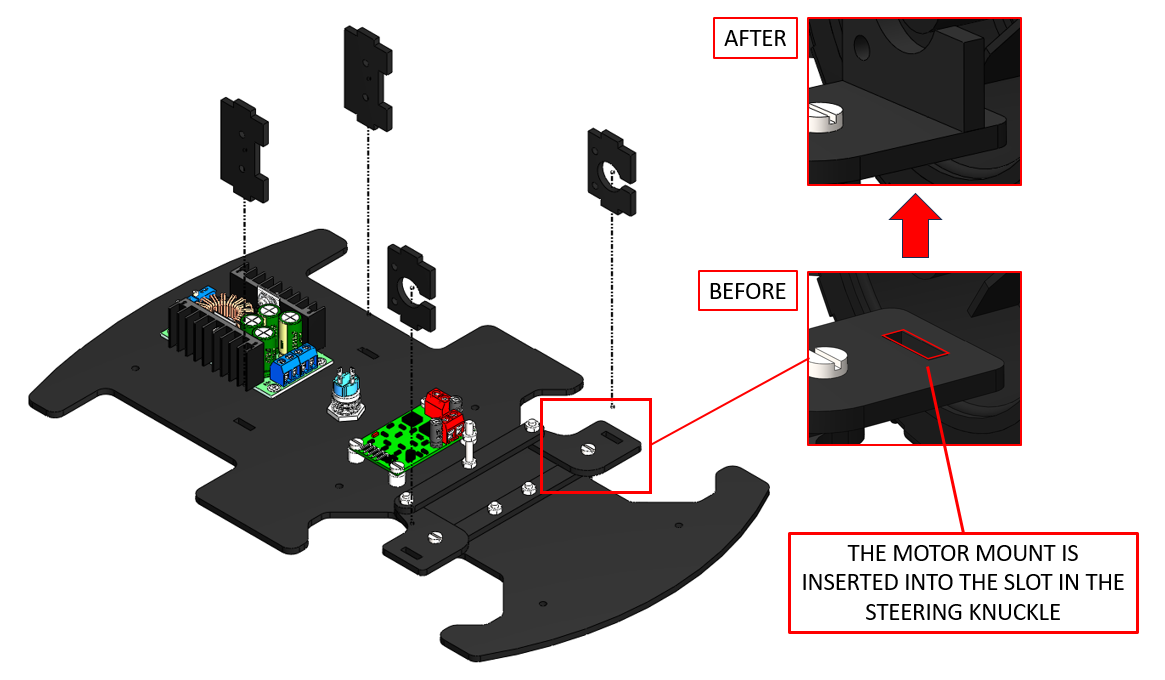 AFTER
BEFORE
THE MOTOR MOUNT IS
INSERTED INTO THE SLOT IN THE
STEERING KNUCKLE